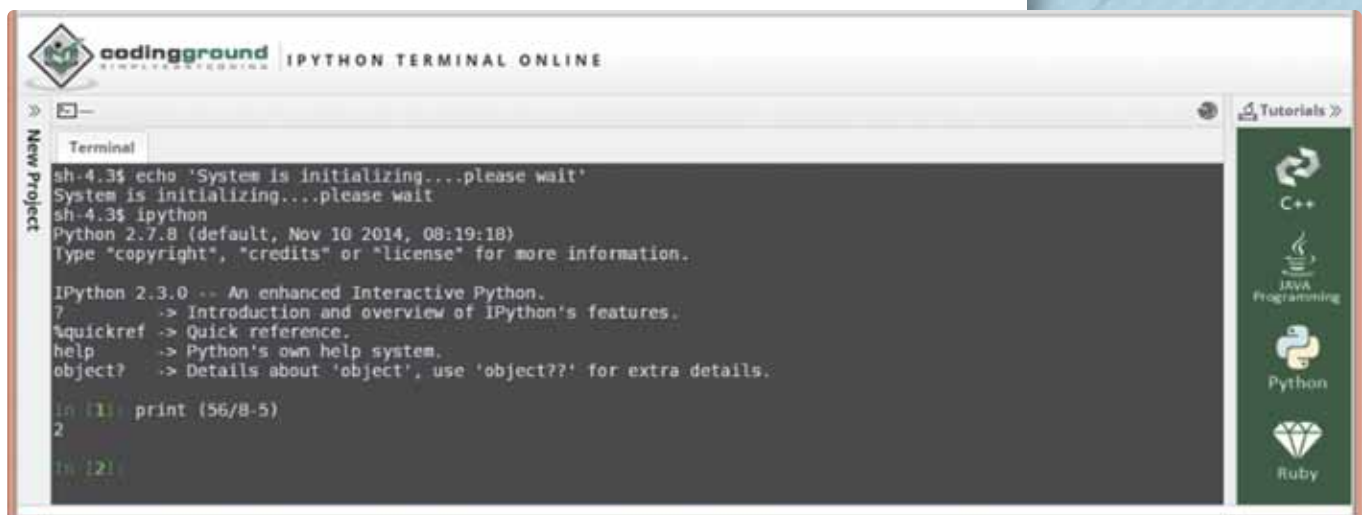 codingground IPYTHON TERMINAL ONLINE
Tutorials
New Project
Terminal
sh-4.3$ echo 'System is initializing....please wait'
System is initializing....please wait
sh-4.3$ ipython
Python 2.7.8 (default, Nov 10 2014, 08:19:18)
Type "copyright", "credits" or "license" for more information.
IPython 2.3.0 -- An enhanced Interactive Python.
? -> Introduction and overview of IPython's features.
%quickref -> Quick reference.
help -> Python's own help system.
object? -> Details about 'object', use 'object??' for extra details.
In [1]: print (56/8-5)
2
In [2]:
C++
JAVA
Programming
Python
Ruby